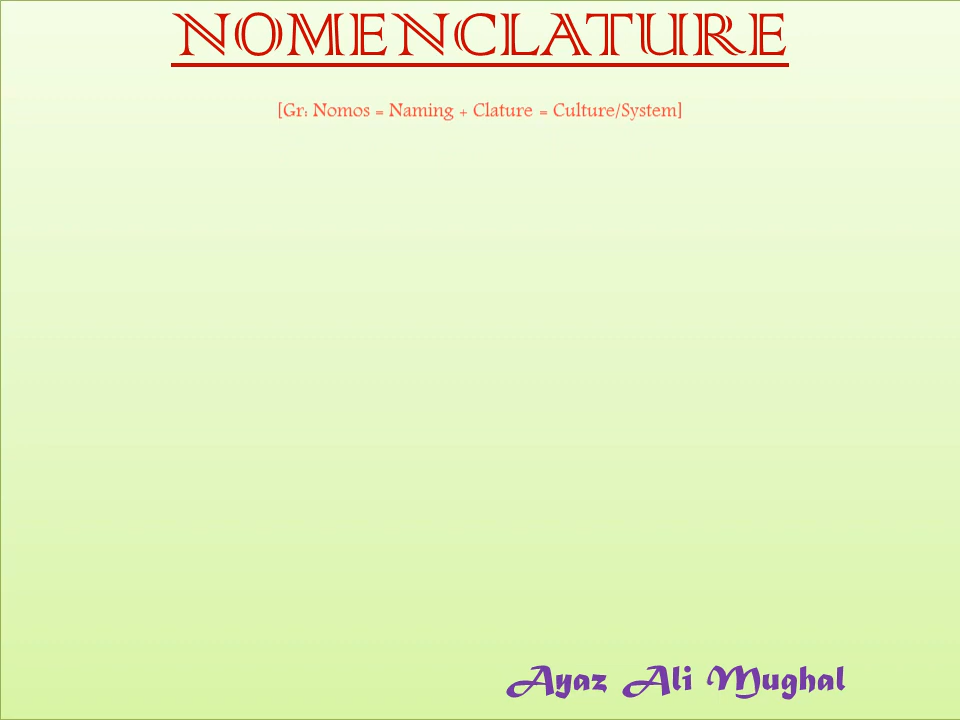 NOMENCLATURE
[Gr: Nomos = Naming + Clature = Culture/System]
Ayaz Ali Mughal